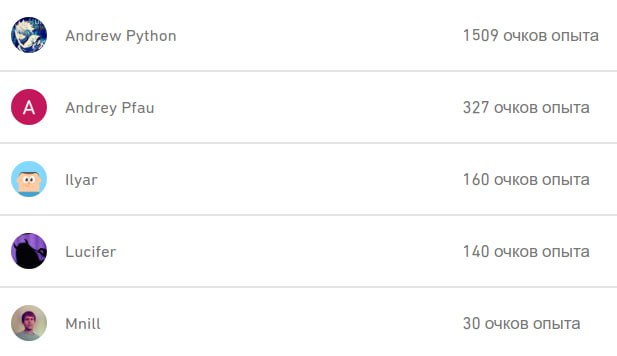 Andrew Python 1509 очков опыта
A Andrey Pfau 327 очков опыта
Ilyar 160 очков опыта
Lucifer 140 очков опыта
Mnill 30 очков опыта